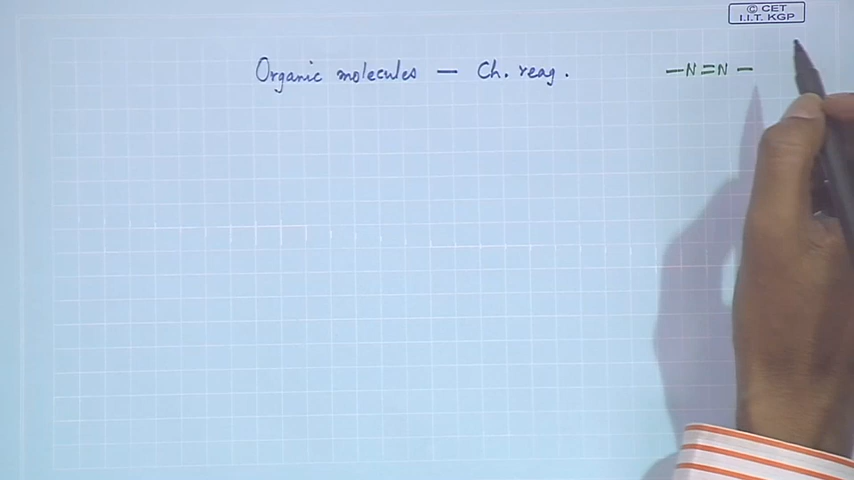 © CET
I.I.T. KGP
Organic molecules — Ch. reag. —N=N—